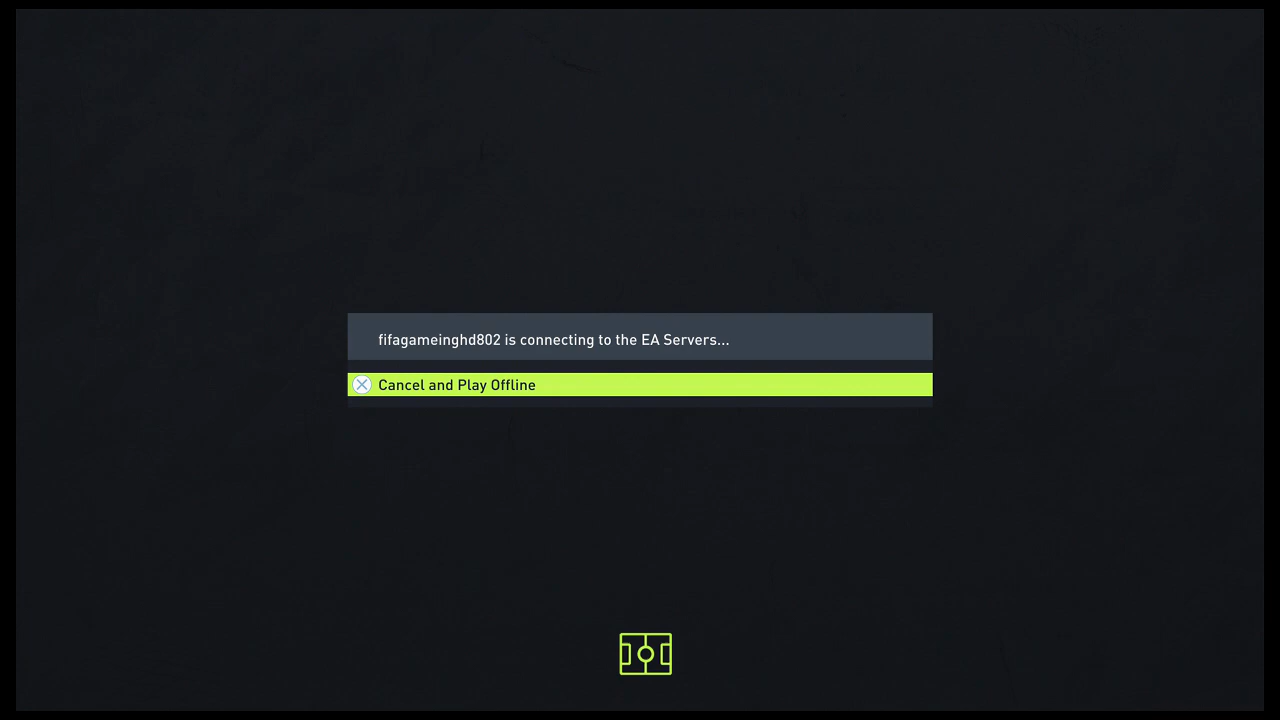 fifagameinghd802 is connecting to the EA Servers...
Cancel and Play Offline